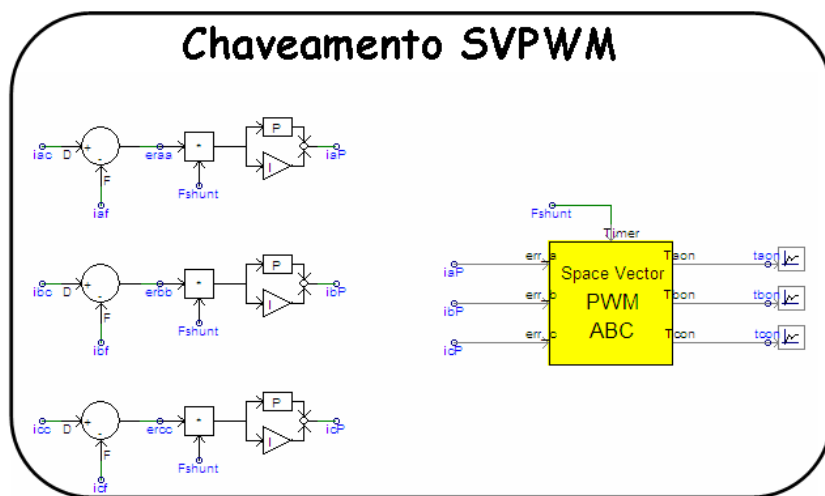 Chaveamento SVPWM
iac D + - F eraa * Fshunt P I iaP
iaf
ibc D + - F erbb * Fshunt P I ibP
ibf
icc D + - F ercc * Fshunt P I icP
icf
Fshunt
Timer
iaP err_a Taon taon
Space Vector
ibP err_b PWM Tbon tbon
ABC
icP err_c Tcon tcon